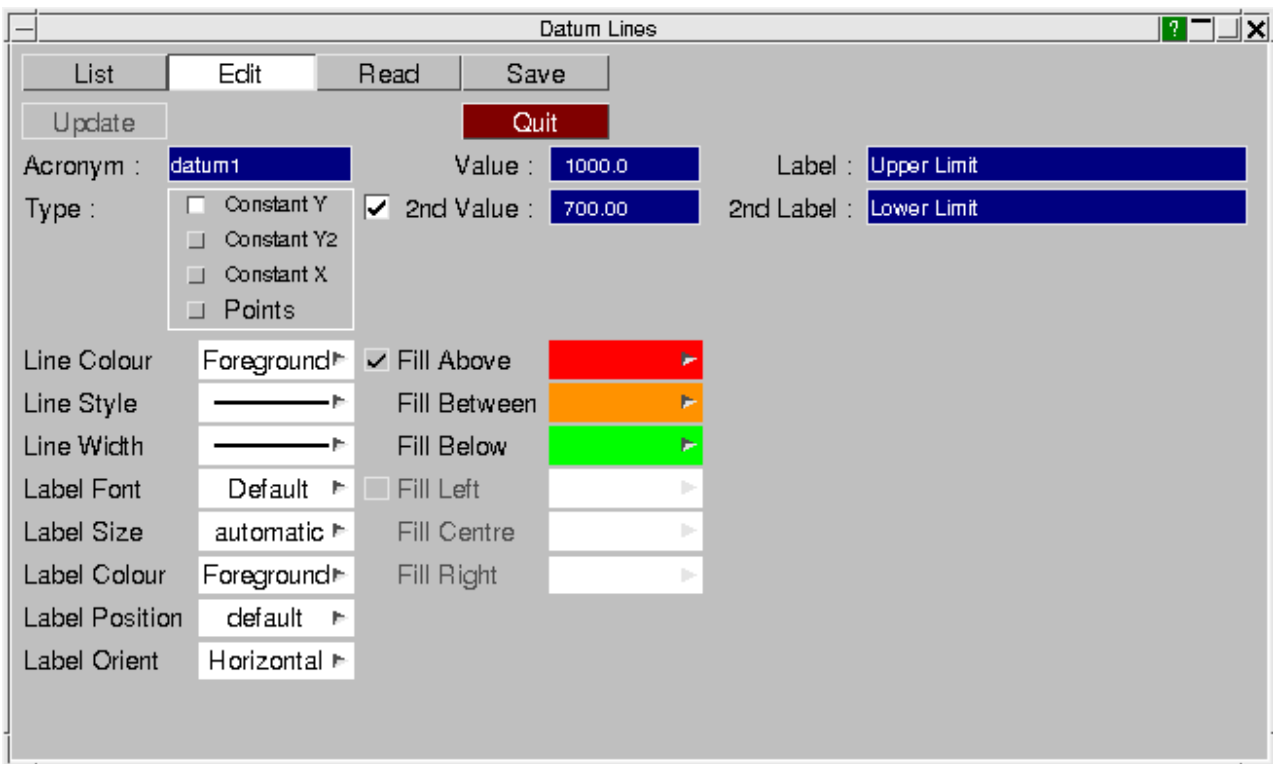 Datum Lines ?
List Edit Read Save
Update Quit
Acronym : datum1 Value : 1000.0 Label : Upper Limit
Type : Constant Y 2nd Value : 700.00 2nd Label : Lower Limit
Constant Y2
Constant X
Points
Line Colour Foreground Fill Above
Line Style Fill Between
Line Width Fill Below
Label Font Default Fill Left
Label Size automatic Fill Centre
Label Colour Foreground Fill Right
Label Position default
Label Orient Horizontal